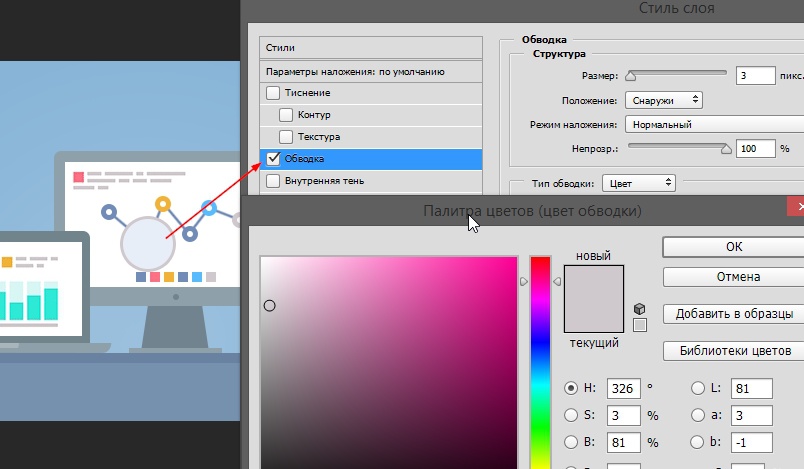 Стиль слоя
Стили
Параметры наложения: по умолчанию
Тиснение
Контур
Текстура
Обводка
Внутренняя тень
Обводка
Структура
Размер: 3 пикс.
Положение: Снаружи
Режим наложения: Нормальный
Непрозр.: 100 %
Тип обводки: Цвет
Палитра цветов (цвет обводки)
новый
текущий
ОК
Отмена
Добавить в образцы
Библиотеки цветов
H: 326 ° L: 81
S: 3 % a: 3
B: 81 % b: -1